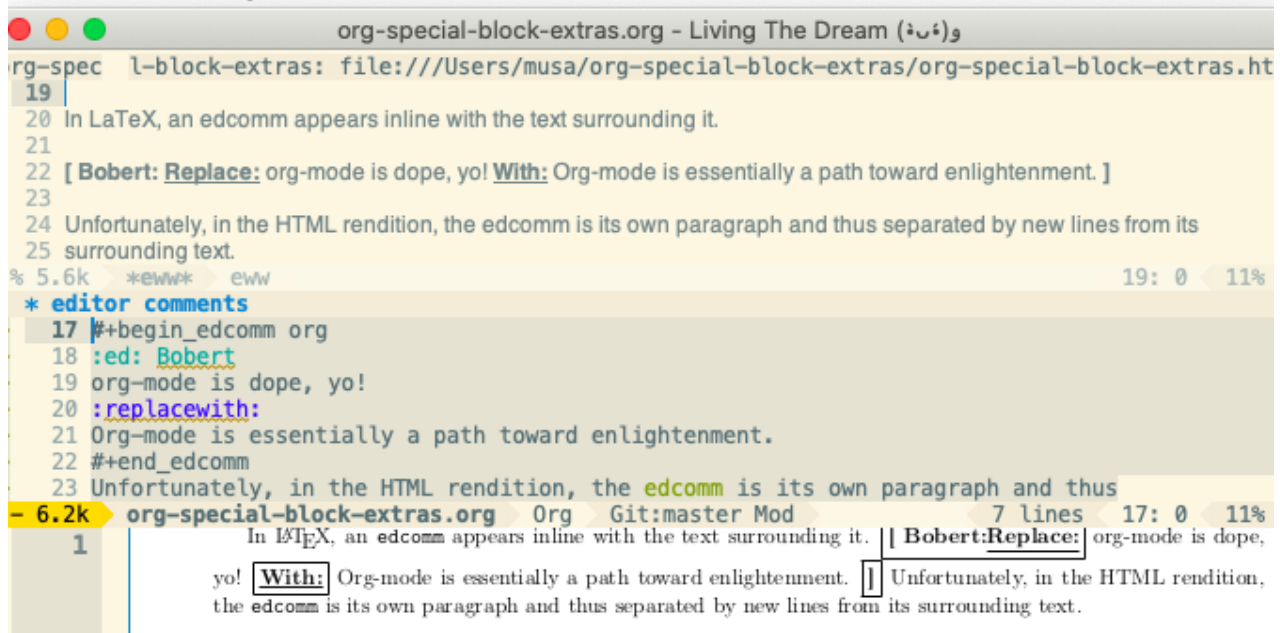 org-special-block-extras.org - Living The Dream (•̀ᴗ•́)و
rg-spec l-block-extras: file:///Users/musa/org-special-block-extras/org-special-block-extras.ht
19
20 In LaTeX, an edcomm appears inline with the text surrounding it.
21
22 [ Bobert: Replace: org-mode is dope, yo! With: Org-mode is essentially a path toward enlightenment. ]
23
24 Unfortunately, in the HTML rendition, the edcomm is its own paragraph and thus separated by new lines from its
25 surrounding text.
% 5.6k *eww* eww 19: 0 11%
* editor comments
17 #+begin_edcomm org
18 :ed: Bobert
19 org-mode is dope, yo!
20 :replacewith:
21 Org-mode is essentially a path toward enlightenment.
22 #+end_edcomm
23 Unfortunately, in the HTML rendition, the edcomm is its own paragraph and thus
- 6.2k org-special-block-extras.org Org Git:master Mod 7 lines 17: 0 11%
1 In LATEX, an edcomm appears inline with the text surrounding it. [ Bobert:Replace: org-mode is dope,
yo! With: Org-mode is essentially a path toward enlightenment. ] Unfortunately, in the HTML rendition,
the edcomm is its own paragraph and thus separated by new lines from its surrounding text.